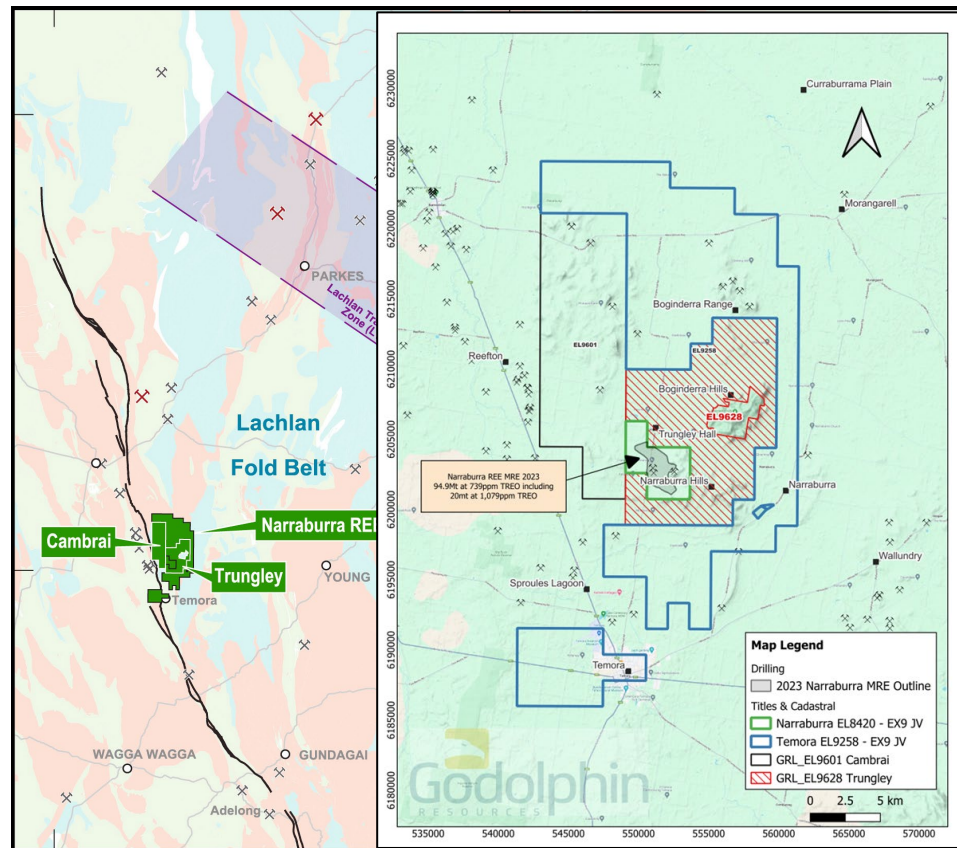 PARKES
Lachlan Tra
Zone (L
Lachlan
Fold Belt
Cambrai
Narraburra REE
Trungley
YOUNG
Temora
WAGGA WAGGA
GUNDAGAI
Adelong
6230000
6225000
6220000
6215000
6210000
6205000
6200000
6195000
6190000
6185000
6180000
Curraburrama Plain
Morangarell
Boginderra Range
EL9601
EL9258
Reefton
Boginderra Hills
EL9628
Trungley Hall
Narraburra REE MRE 2023
94.9Mt at 739ppm TREO including
20mt at 1,079ppm TREO
Narraburra Hills
Narraburra
Wallundry
Sproules Lagoon
Temora
Map Legend
Drilling
2023 Narraburra MRE Outline
Titles & Cadastral
Narraburra EL8420 - EX9 JV
Temora EL9258 - EX9 JV
GRL_EL9601 Cambrai
GRL_EL9628 Trungley
0 2.5 5 km
Godolphin
RESOURCES
535000 540000 545000 550000 555000 560000 565000 570000